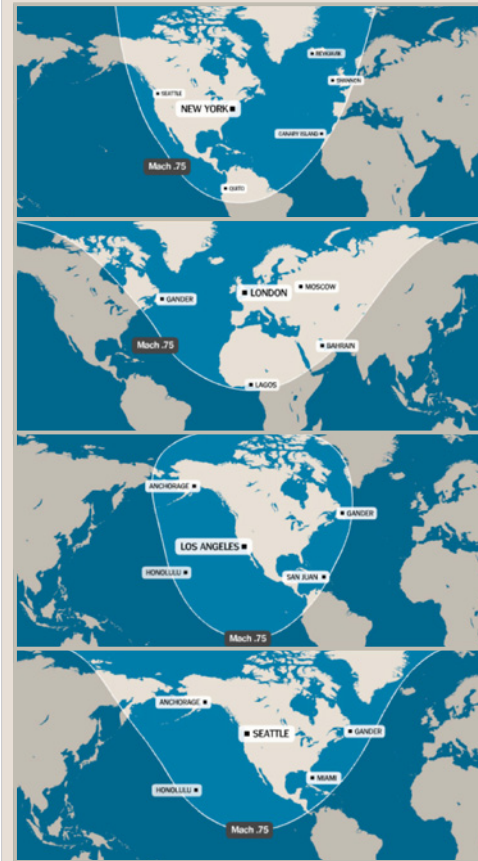 REYKJAVIK
SEATTLE
SHANNON
NEW YORK
CANARY ISLAND
Mach .75
QUITO
GANDER
LONDON
MOSCOW
Mach .75
BAHRAIN
LAGOS
ANCHORAGE
GANDER
LOS ANGELES
HONOLULU
SAN JUAN
Mach .75
ANCHORAGE
SEATTLE
GANDER
MIAMI
HONOLULU
Mach .75